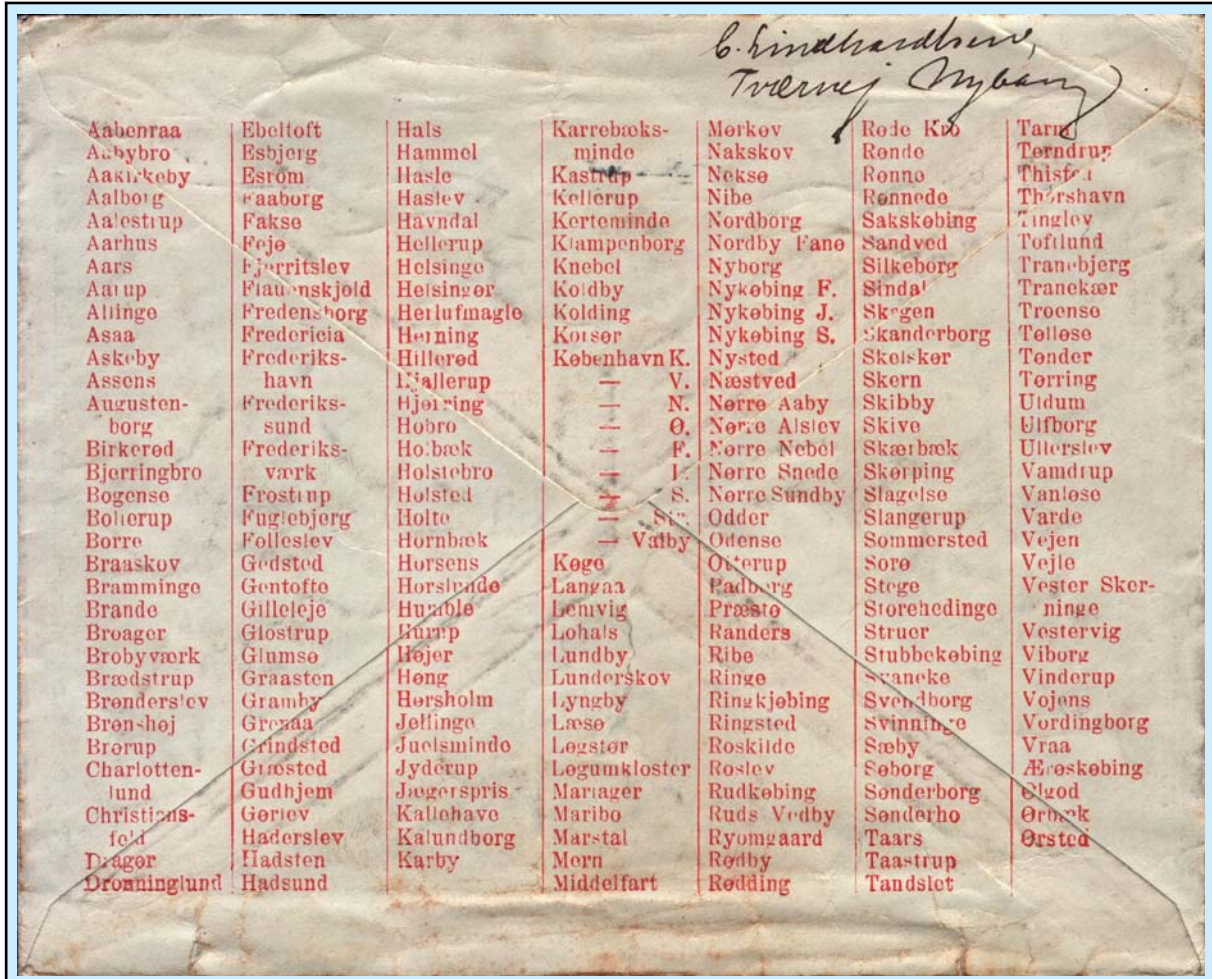 C. Lindhardtsen,
Tværvej Nyborg
Aabenraa
Aabybro
Aakirkeby
Aalborg
Aalestrup
Aarhus
Aars
Aarup
Allinge
Asaa
Askeby
Assens
Augusten-
borg
Birkerød
Bjerringbro
Bogense
Bolderup
Borre
Braaskov
Bramminge
Brande
Broager
Brobyværk
Brædstrup
Brønderslev
Brønshøj
Brørup
Charlotten-
lund
Christians-
feld
Dragør
Dronninglund
Ebeltoft
Esbjerg
Esrom
Faaborg
Fakse
Fejø
Fjerritslev
Flauenskjold
Fredensborg
Fredericia
Frederiks-
havn
Frederiks-
sund
Frederiks-
værk
Frøstrup
Fuglebjerg
Følleslev
Gedsted
Gentofte
Gilleleje
Glostrup
Glumsø
Graasten
Gramby
Grenaa
Grindsted
Græsted
Gudhjem
Gørlev
Haderslev
Hadsten
Hadsund
Hals
Hammel
Hasle
Haslev
Havndal
Hellerup
Helsinge
Helsingør
Herlufmagle
Herning
Hillerød
Hjallerup
Hjørring
Hobro
Holbæk
Holstebro
Holsted
Holte
Hornbæk
Horsens
Horslunde
Humble
Hurup
Højer
Høng
Hørsholm
Jellinge
Juelsminde
Jyderup
Jægerspris
Kallehave
Kalundborg
Karby
Karrebæks-
minde
Kastrup
Kellerup
Kerteminde
Klampenborg
Knebel
Koldby
Kolding
Korsør
København K.
— V.
— N.
— Ø.
— F.
— L.
— S.
— Str.
— Valby
Køge
Langaa
Lemvig
Lohals
Lundby
Lunderskov
Lyngby
Læsø
Løgstør
Løgumkloster
Mariager
Maribo
Marstal
Mern
Middelfart
Mørkøv
Nakskov
Neksø
Nibe
Nordborg
Nordby Fanø
Nyborg
Nykøbing F.
Nykøbing J.
Nykøbing S.
Nysted
Næstved
Nørre Aaby
Nørre Alslev
Nørre Nebel
Nørre Snede
Nørre Sundby
Odder
Odense
Otterup
Padborg
Præstø
Randers
Ribe
Ringe
Ringkjøbing
Ringsted
Roskilde
Roslev
Rudkøbing
Ruds Vedby
Ryomgaard
Rødby
Rødding
Røde Kro
Rønde
Rønne
Rønnede
Sakskøbing
Sandved
Silkeborg
Sindal
Skagen
Skanderborg
Skelskør
Skern
Skibby
Skive
Skærbæk
Skørping
Slagelse
Slangerup
Sommersted
Sorø
Stege
Storehedinge
Struer
Stubbekøbing
Svaneke
Svendborg
Svinninge
Sæby
Søborg
Sønderborg
Sønderho
Taars
Taastrup
Tandslet
Tarm
Terndrup
Thisted
Thorshavn
Tinglev
Toftlund
Tranebjerg
Tranekær
Troense
Tølløse
Tønder
Tørring
Uldum
Ulfborg
Ullerslev
Vamdrup
Vanløse
Varde
Vejen
Vejle
Vester Sker-
ninge
Vestervig
Viborg
Vinderup
Vojens
Vordingborg
Vraa
Ærøskøbing
Ølgod
Ørbæk
Ørsted